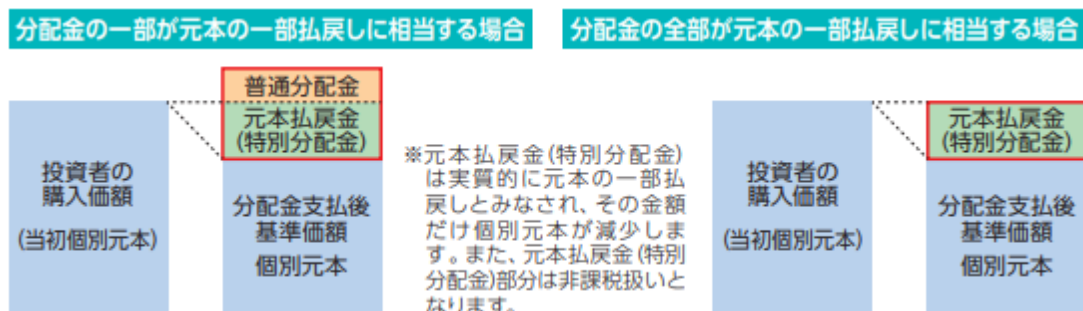 分配金の一部が元本の一部払戻しに相当する場合
普通分配金
元本払戻金
(特別分配金)
投資者の
購入価額
(当初個別元本)
分配金支払後
基準価額
個別元本
※元本払戻金(特別分配金)
は実質的に元本の一部払
戻しとみなされ、その金額
だけ個別元本が減少しま
す。また、元本払戻金(特別
分配金)部分は非課税扱いと
なります。
分配金の全部が元本の一部払戻しに相当する場合
元本払戻金
(特別分配金)
投資者の
購入価額
(当初個別元本)
分配金支払後
基準価額
個別元本